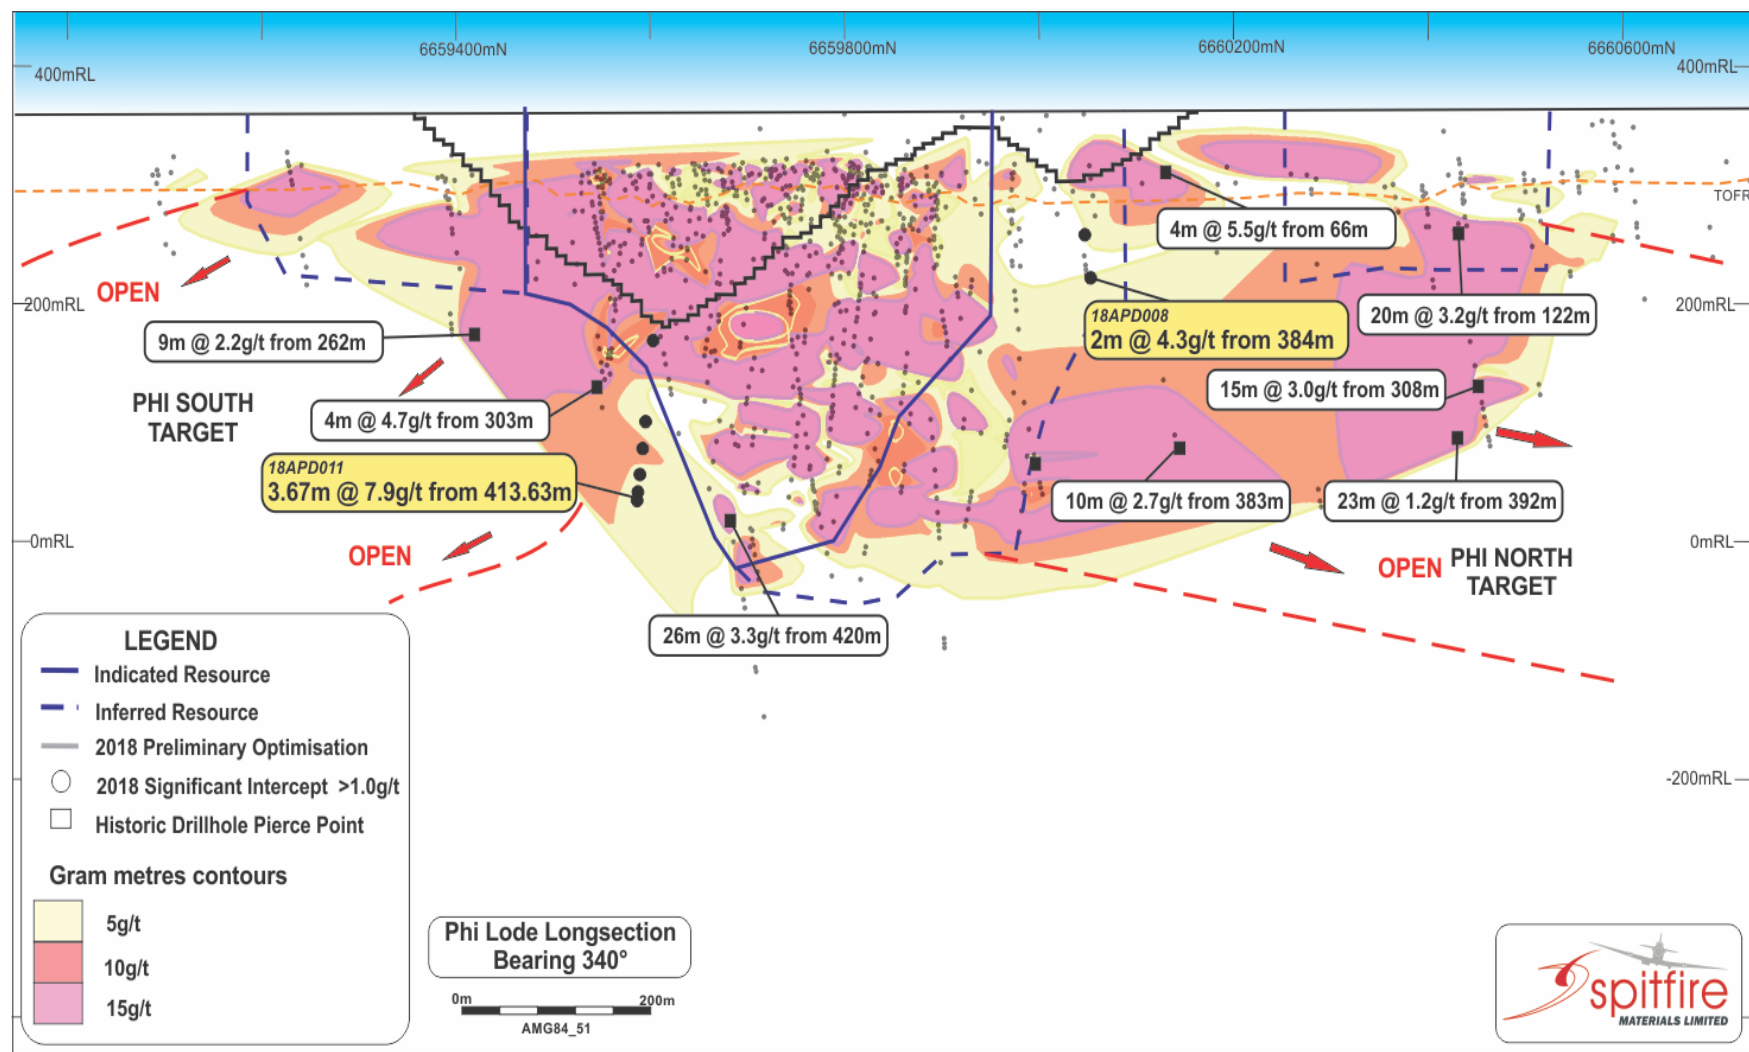 6659400mN
6659800mN
6660200mN
6660600mN
400mRL
400mRL
TOFR
4m @ 5.5g/t from 66m
OPEN
200mRL
200mRL
18APD008
2m @ 4.3g/t from 384m
20m @ 3.2g/t from 122m
9m @ 2.2g/t from 262m
15m @ 3.0g/t from 308m
PHI SOUTH
TARGET
4m @ 4.7g/t from 303m
18APD011
3.67m @ 7.9g/t from 413.63m
10m @ 2.7g/t from 383m
23m @ 1.2g/t from 392m
0mRL
0mRL
OPEN
OPEN
PHI NORTH
TARGET
26m @ 3.3g/t from 420m
LEGEND
Indicated Resource
Inferred Resource
2018 Preliminary Optimisation
2018 Significant Intercept >1.0g/t
Historic Drillhole Pierce Point
-200mRL
Gram metres contours
5g/t
10g/t
15g/t
Phi Lode Longsection
Bearing 340°
0m
200m
AMG84_51
spitfire
MATERIALS LIMITED